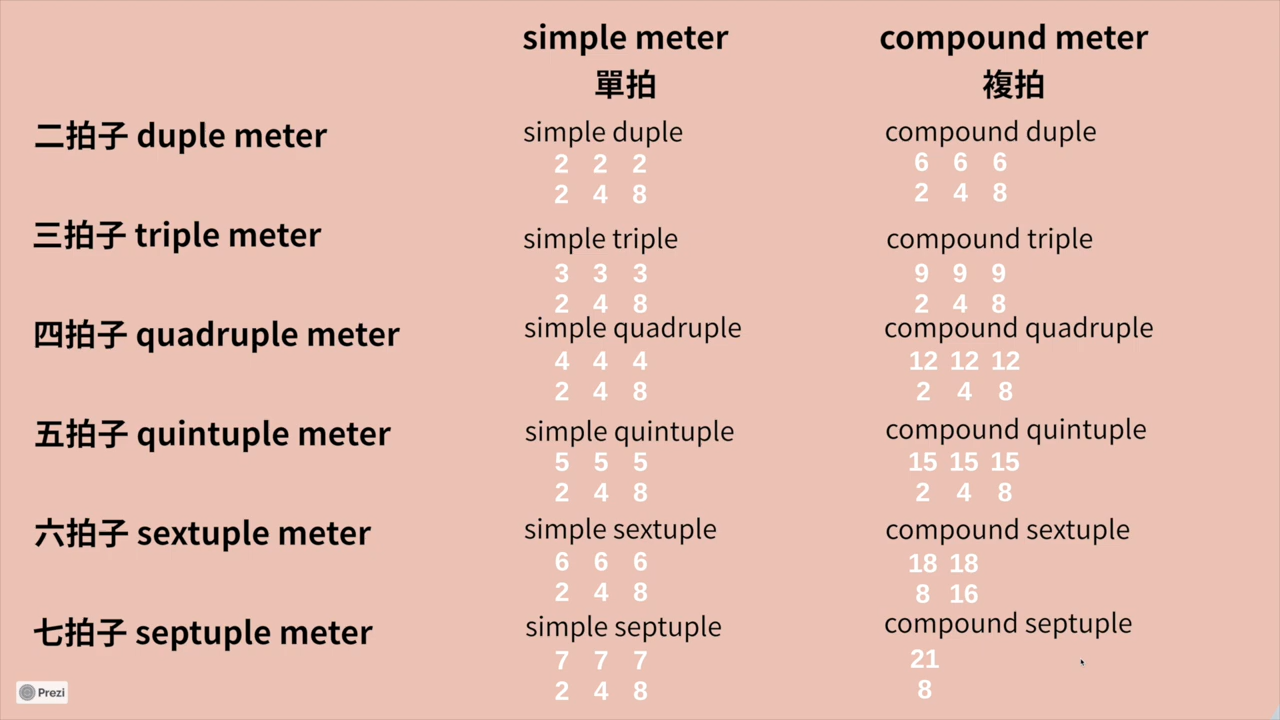 simple meter
compound meter
單拍
複拍
二拍子 duple meter
simple duple
compound duple
2 2 2
6 6 6
2 4 8
2 4 8
三拍子 triple meter
simple triple
compound triple
3 3 3
9 9 9
2 4 8
2 4 8
四拍子 quadruple meter
simple quadruple
compound quadruple
4 4 4
12 12 12
2 4 8
2 4 8
五拍子 quintuple meter
simple quintuple
compound quintuple
5 5 5
15 15 15
2 4 8
2 4 8
六拍子 sextuple meter
simple sextuple
compound sextuple
6 6 6
18 18
2 4 8
8 16
七拍子 septuple meter
simple septuple
compound septuple
7 7 7
21
2 4 8
8
Prezi